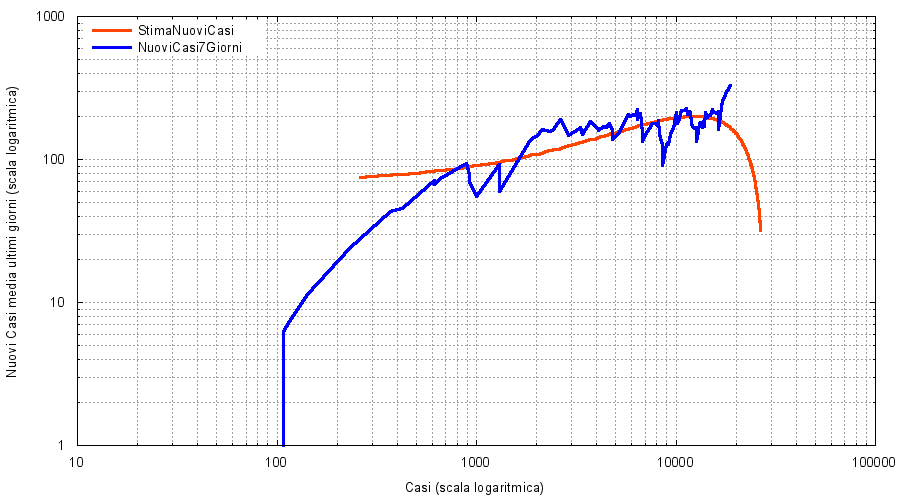 1000
StimaNuoviCasi
NuoviCasi7Giorni
100
10
1
Nuovi Casi media ultimi giorni (scala logaritmica)
10 100 1000 10000 100000
Casi (scala logaritmica)